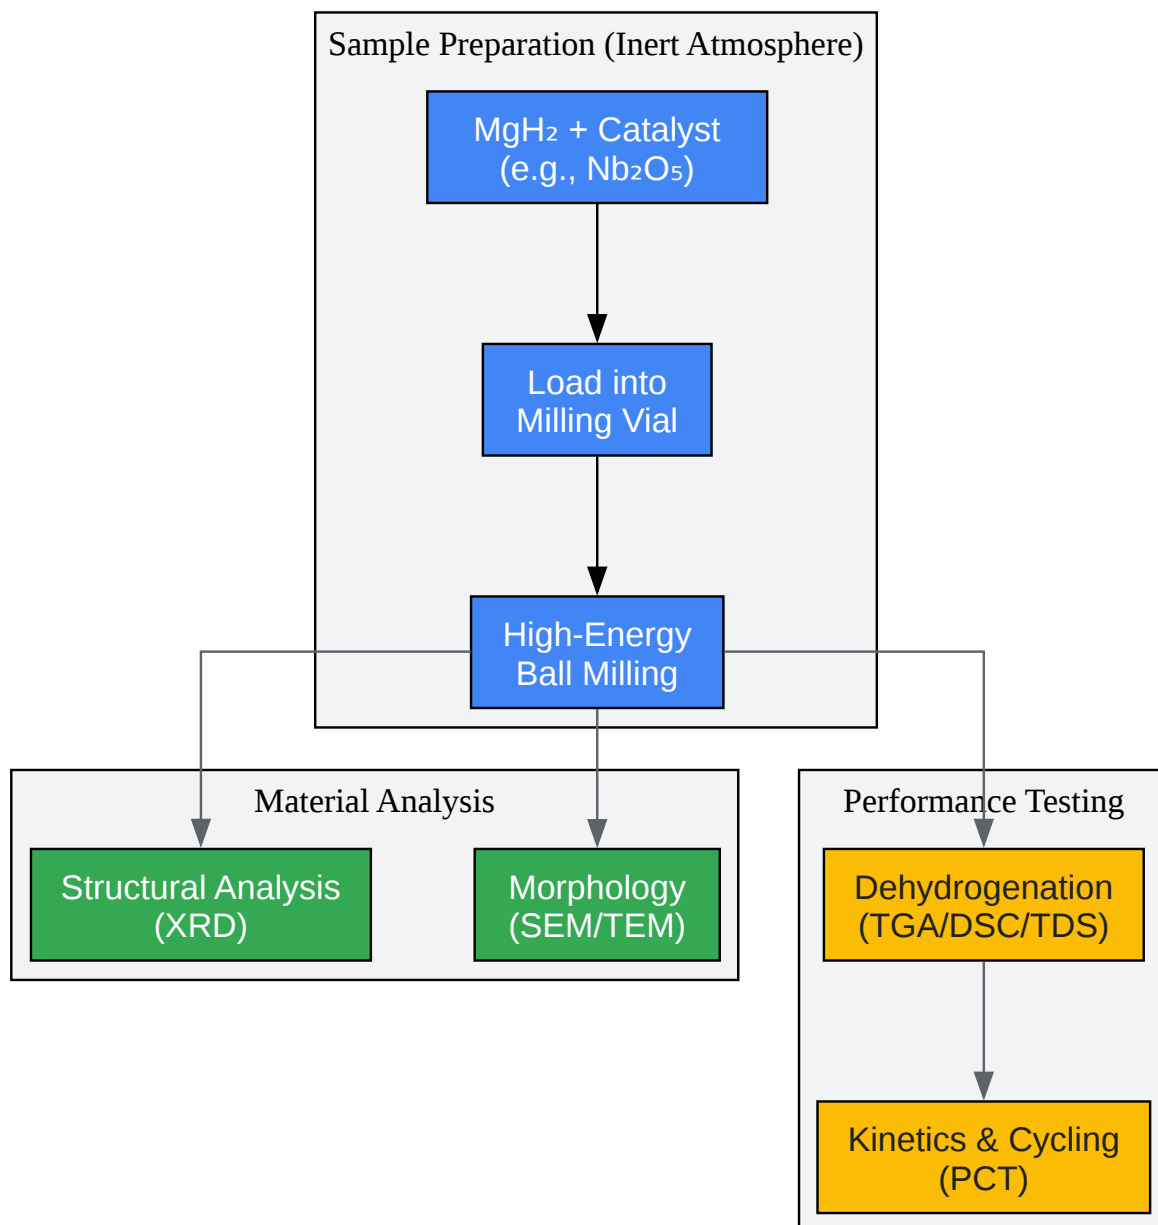 Sample Preparation (Inert Atmosphere)
MgH₂ + Catalyst
(e.g., Nb₂O₅)
Load into
Milling Vial
High-Energy
Ball Milling
Material Analysis
Structural Analysis
(XRD)
Morphology
(SEM/TEM)
Performance Testing
Dehydrogenation
(TGA/DSC/TDS)
Kinetics & Cycling
(PCT)